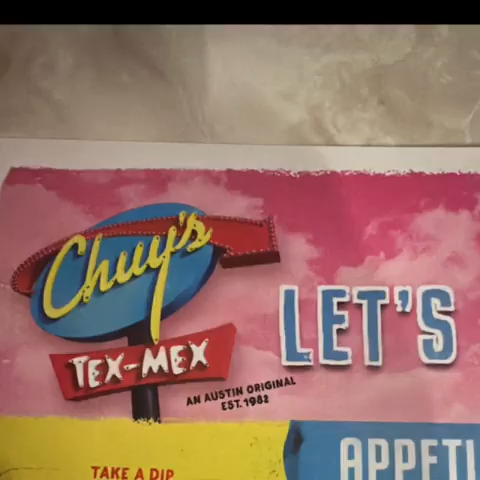 Chuy's
TEX-MEX
AN AUSTIN ORIGINAL
EST. 1982
LET'S
TAKE A DIP